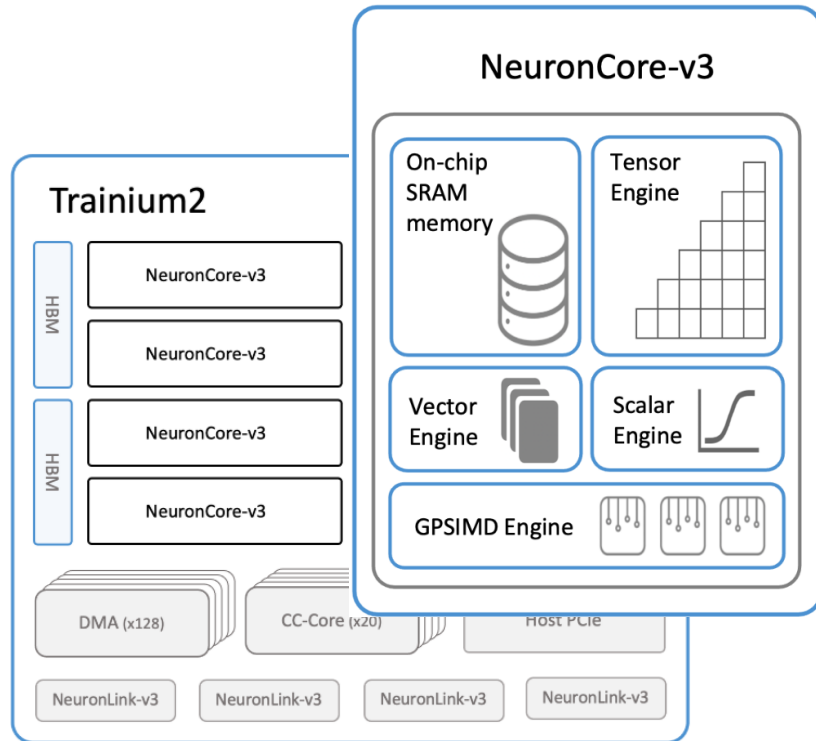 NeuronCore-v3
On-chip
SRAM
memory
Tensor
Engine
Vector
Engine
Scalar
Engine
GPSIMD Engine
Trainium2
HBM
HBM
NeuronCore-v3
NeuronCore-v3
NeuronCore-v3
NeuronCore-v3
DMA (x128)
CC-Core (x20)
Host PCIe
NeuronLink-v3
NeuronLink-v3
NeuronLink-v3
NeuronLink-v3